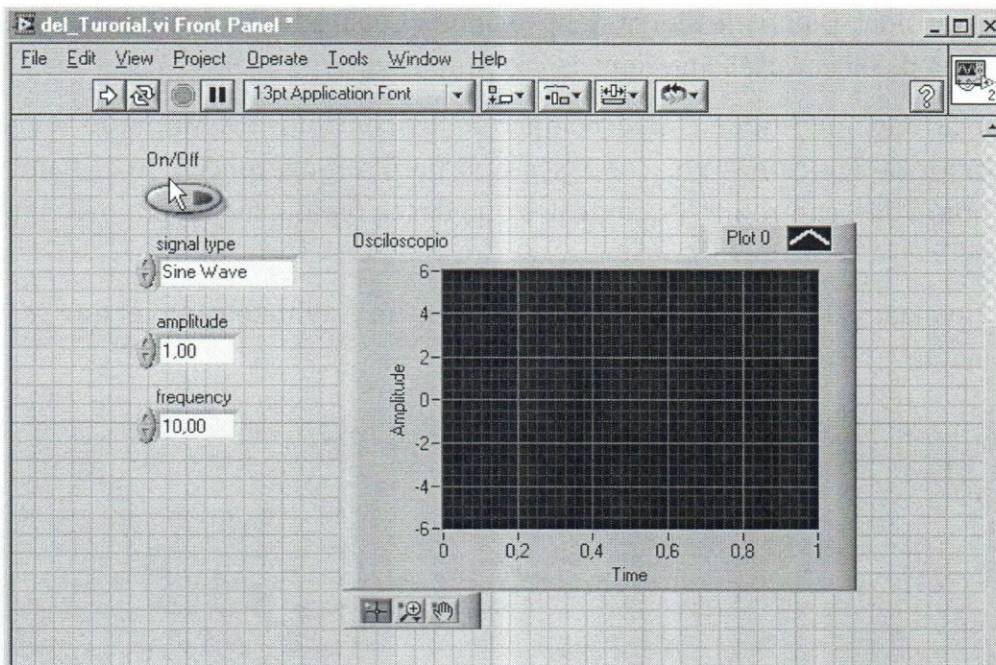 del_Turorial.vi Front Panel *
File Edit View Project Operate Tools Window Help
13pt Application Font
2
On/Off
signal type
Sine Wave
amplitude
1,00
frequency
10,00
Osciloscopio
Plot 0
Amplitude
6
4
2
0
-2
-4
-6
0 0,2 0,4 0,6 0,8 1
Time